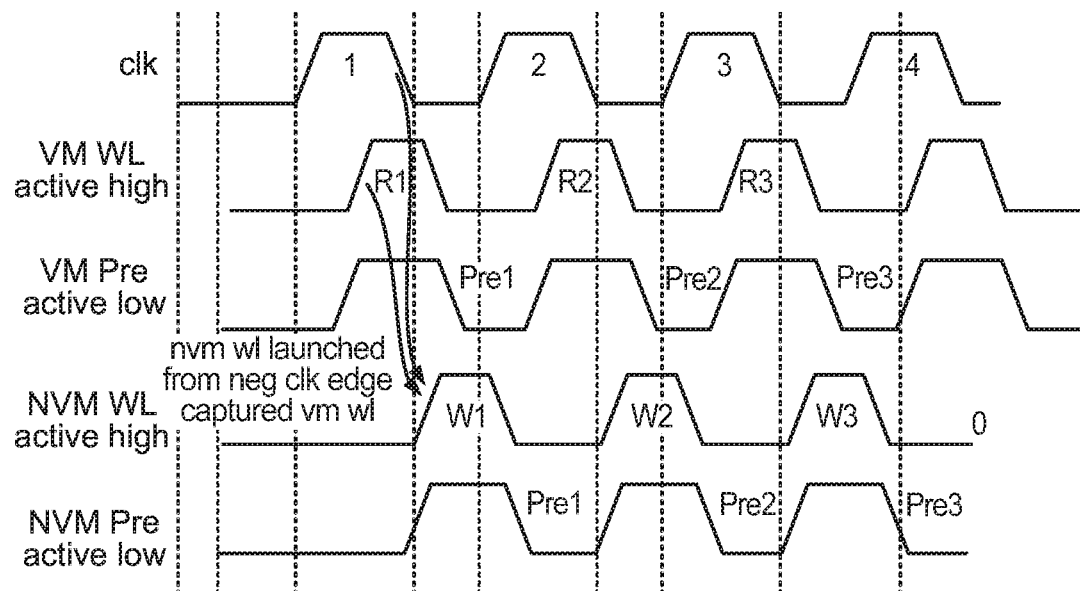 clk
1
2
3
4
VM WL
active high
R1
R2
R3
VM Pre
active low
Pre1
Pre2
Pre3
nvm wl launched
from neg clk edge
captured vm wl
NVM WL
active high
W1
W2
W3
0
NVM Pre
active low
Pre1
Pre2
Pre3